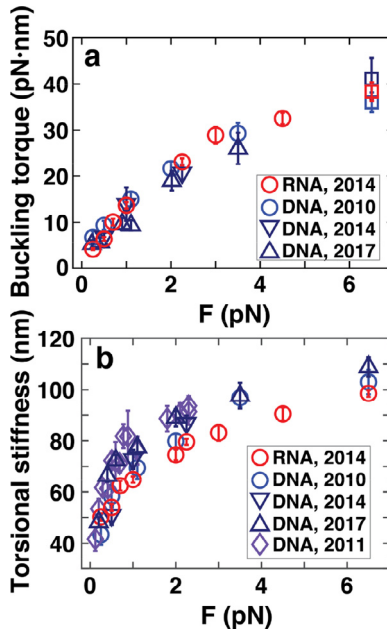 a
Buckling torque (pN·nm)
50
40
30
20
10
0
RNA, 2014
DNA, 2010
DNA, 2014
DNA, 2017
0 2 4 6
F (pN)
b
Torsional stiffness (nm)
120
100
80
60
40
RNA, 2014
DNA, 2010
DNA, 2014
DNA, 2017
DNA, 2011
0 2 4 6
F (pN)